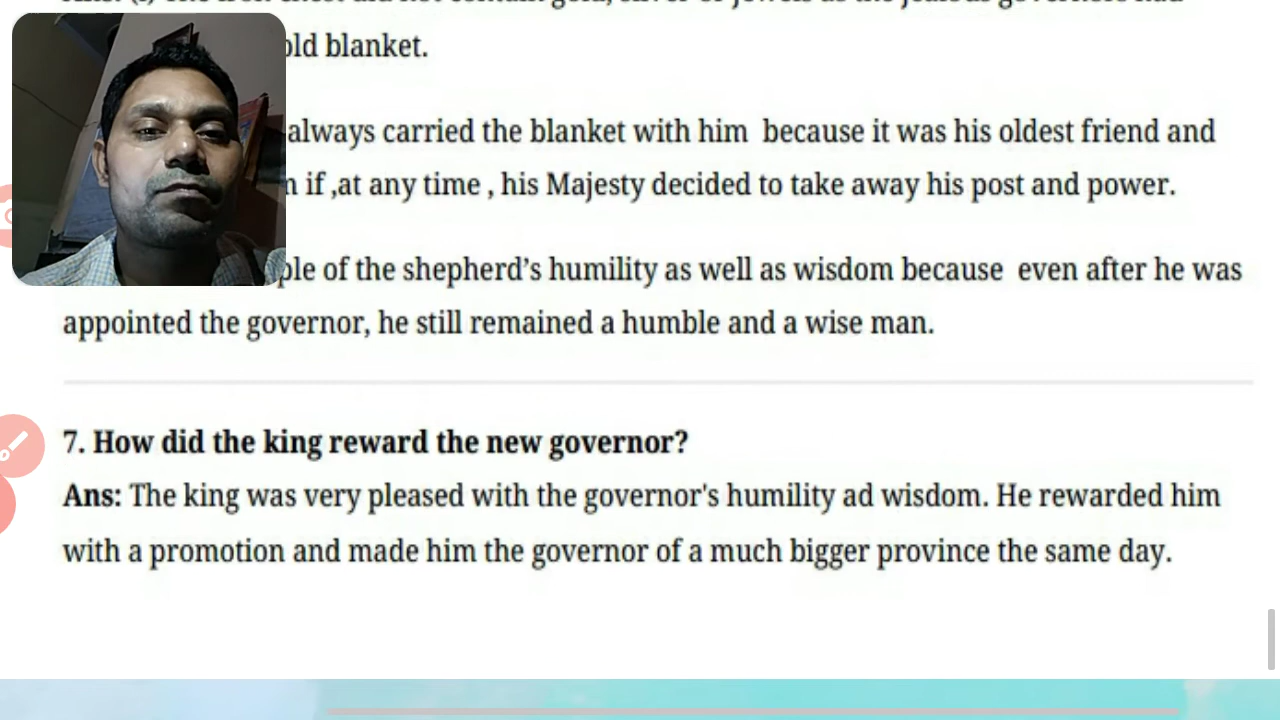 old blanket.
always carried the blanket with him because it was his oldest friend and
if ,at any time , his Majesty decided to take away his post and power.
of the shepherd’s humility as well as wisdom because even after he was
appointed the governor, he still remained a humble and a wise man.
7. How did the king reward the new governor?
Ans: The king was very pleased with the governor's humility ad wisdom. He rewarded him
with a promotion and made him the governor of a much bigger province the same day.